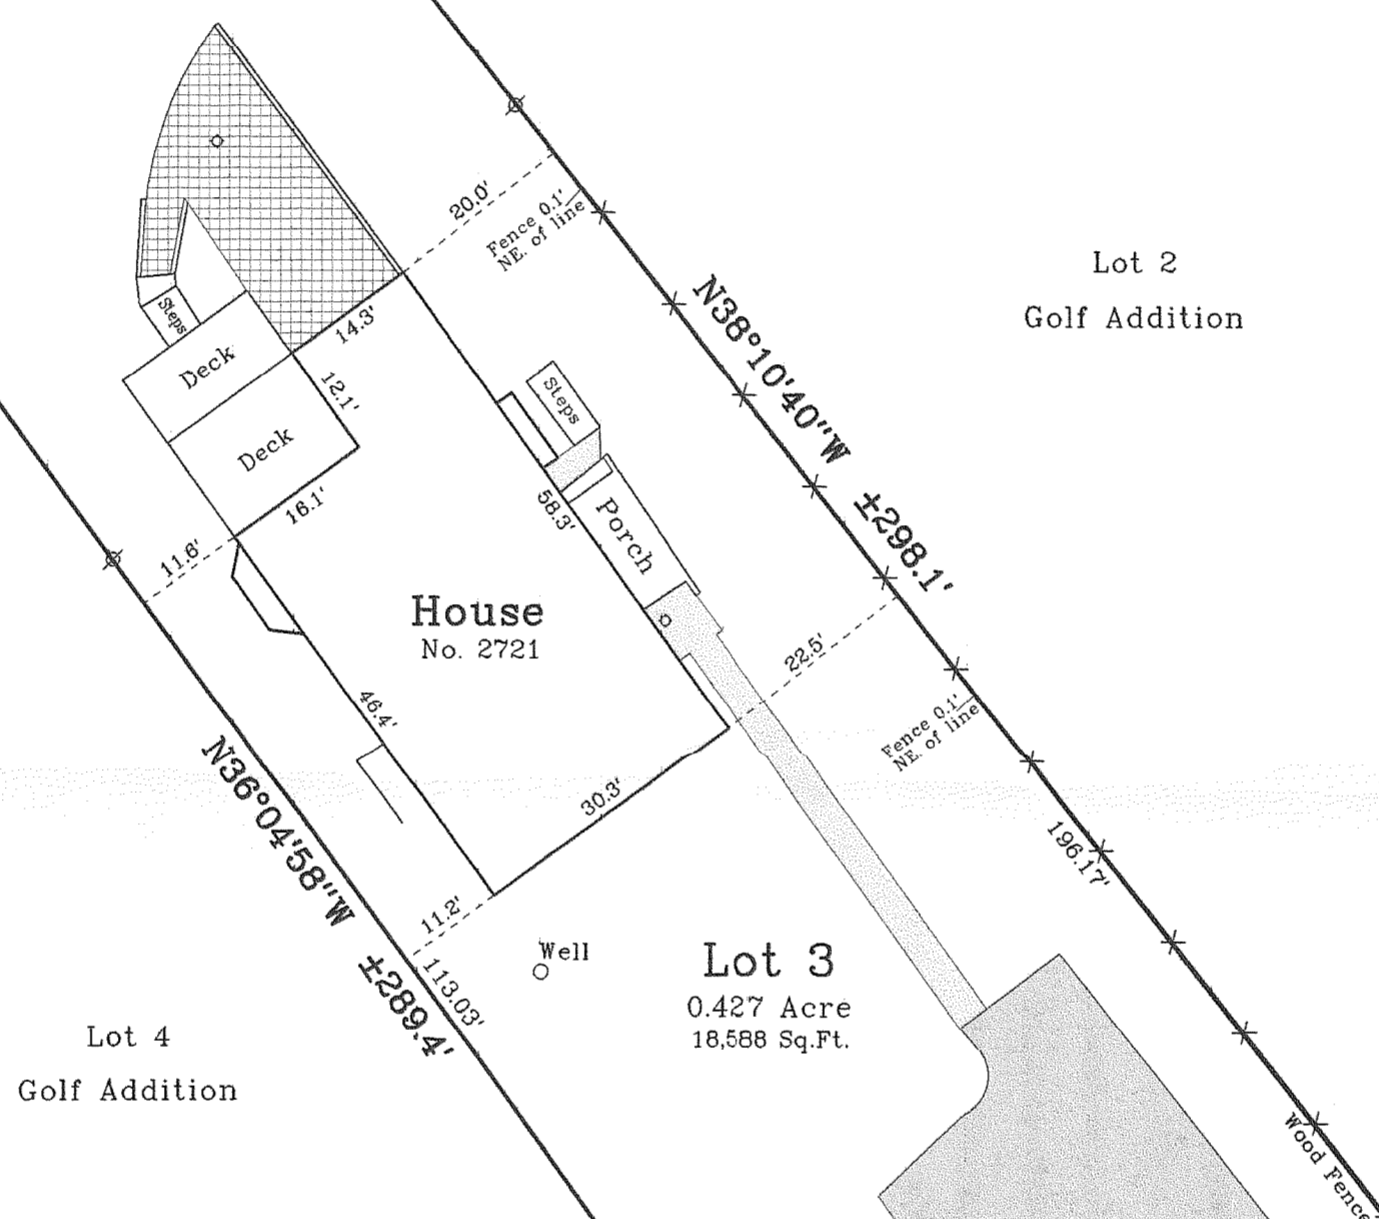 20.0'
Fence 0.1'
NE. of line
Lot 2
Golf Addition
Steps
14.3'
Deck
12.1'
Steps
N38°10'40"W ±298.1'
Deck
16.1'
58.3'
Porch
11.6'
House
No. 2721
22.5'
46.4'
Fence 0.1'
NE. of line
30.3'
N36°04'58"W ±289.4'
196.17'
11.2'
113.03'
Well
Lot 3
0.427 Acre
18,588 Sq.Ft.
Lot 4
Golf Addition
Wood Fence